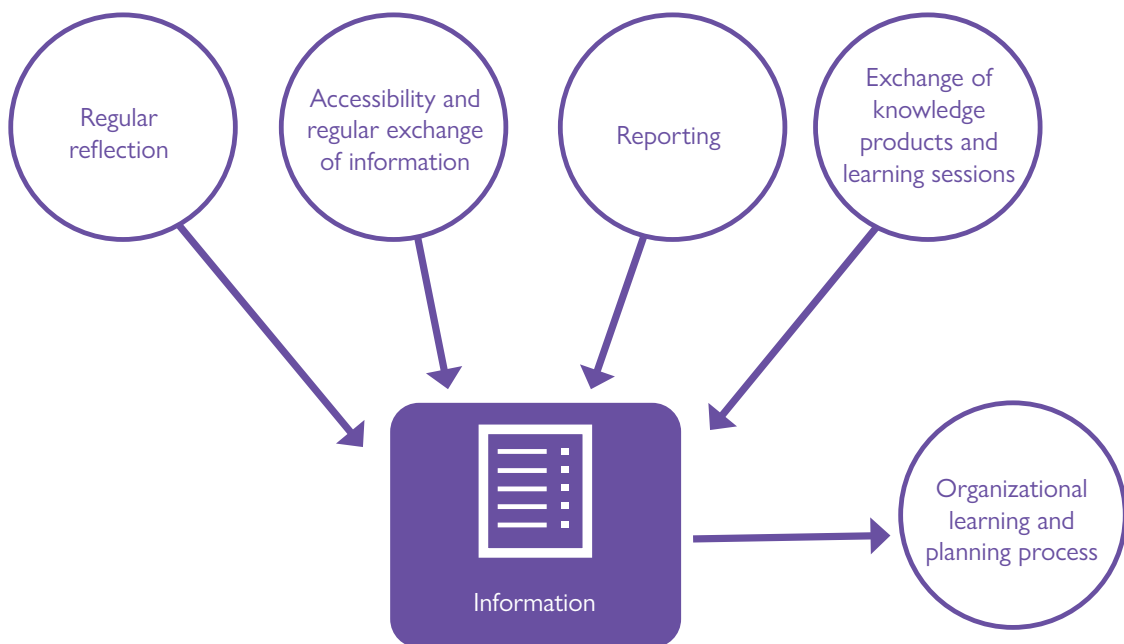 Regular
reflection
Accessibility and
regular exchange
of information
Reporting
Exchange of
knowledge
products and
learning sessions
Organizational
learning and
planning process
Information